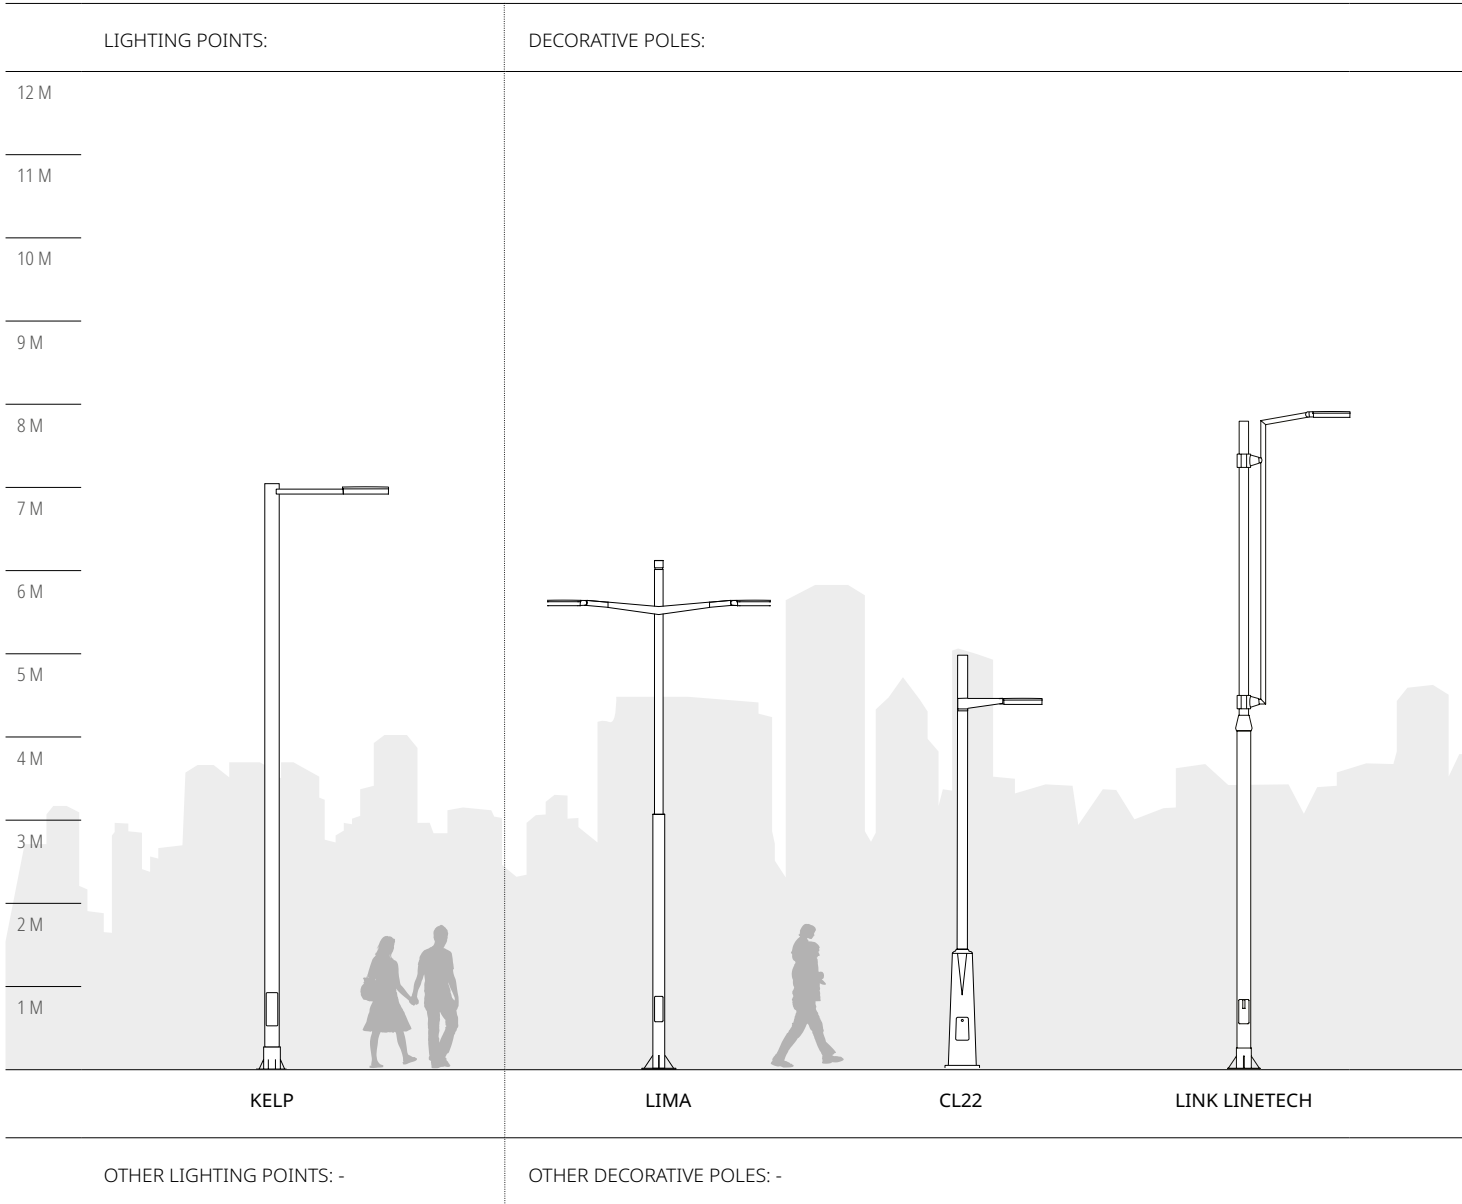 LIGHTING POINTS:
DECORATIVE POLES:
12 M
11 M
10 M
9 M
8 M
7 M
6 M
5 M
4 M
3 M
2 M
1 M
KELP
LIMA
CL22
LINK LINETECH
OTHER LIGHTING POINTS: -
OTHER DECORATIVE POLES: -